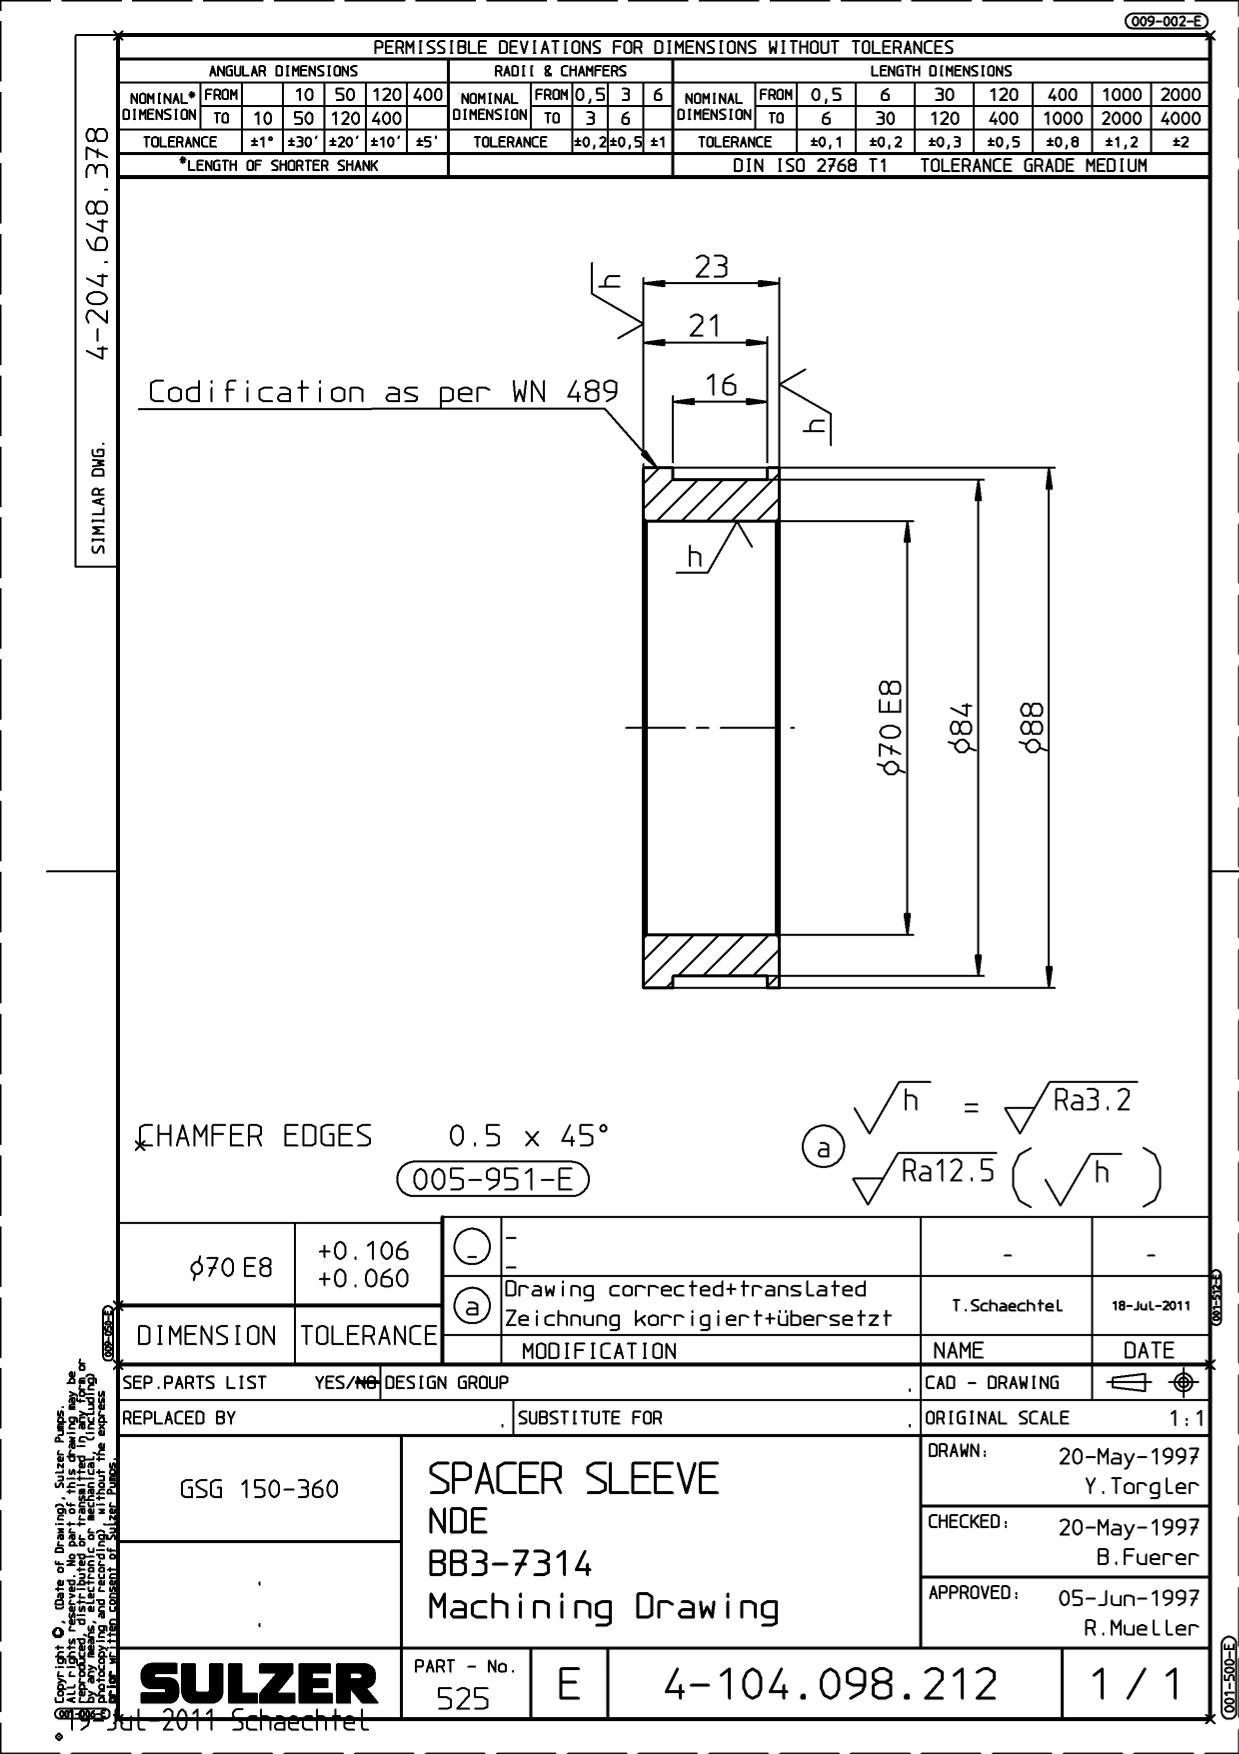 009-002-E
PERMISSIBLE DEVIATIONS FOR DIMENSIONS WITHOUT TOLERANCES
ANGULAR DIMENSIONS RADII & CHAMFERS LENGTH DIMENSIONS
NOMINAL* DIMENSION FROM 10 50 120 400 NOMINAL DIMENSION FROM 0,5 3 6 NOMINAL DIMENSION FROM 0,5 6 30 120 400 1000 2000
TO 10 50 120 400 TO 3 6 TO 6 30 120 400 1000 2000 4000
TOLERANCE ±1° ±30' ±20' ±10' ±5' TOLERANCE ±0,2 ±0,5 ±1 TOLERANCE ±0,1 ±0,2 ±0,3 ±0,5 ±0,8 ±1,2 ±2
*LENGTH OF SHORTER SHANK DIN ISO 2768 T1 TOLERANCE GRADE MEDIUM
SIMILAR DWG. 4-204.648.378
23
h
21
16
h
Codification as per WN 489
h
ϕ70 E8
ϕ84
ϕ88
CHAMFER EDGES 0.5 x 45°
005-951-E
a
h = Ra3.2
Ra12.5 ( h )
ϕ70 E8 +0.106
+0.060
DIMENSION TOLERANCE
- - - - -
a Drawing corrected+translated
Zeichnung korrigiert+übersetzt T.Schaechtel 18-Jul-2011
MODIFICATION NAME DATE
009-050-E
001-512-E
SEP.PARTS LIST YES/NO DESIGN GROUP . CAD - DRAWING
REPLACED BY . SUBSTITUTE FOR . ORIGINAL SCALE 1:1
GSG 150-360
SPACER SLEEVE
NDE
BB3-7314
Machining Drawing
DRAWN: 20-May-1997
Y.Torgler
CHECKED: 20-May-1997
B.Fuerer
APPROVED: 05-Jun-1997
R.Mueller
SULZER
PART - No.
525
E
4-104.098.212
1 / 1
001-500-E
Copyright ©, (Date of Drawing), Sulzer Pumps.
All rights reserved. No part of this drawing may be
reproduced, distributed or transmitted in any form or
by any means, electronic or mechanical, (including
photocopying and recording) without the express
prior written consent of Sulzer Pumps.
19-Jul-2011 Schaechtel